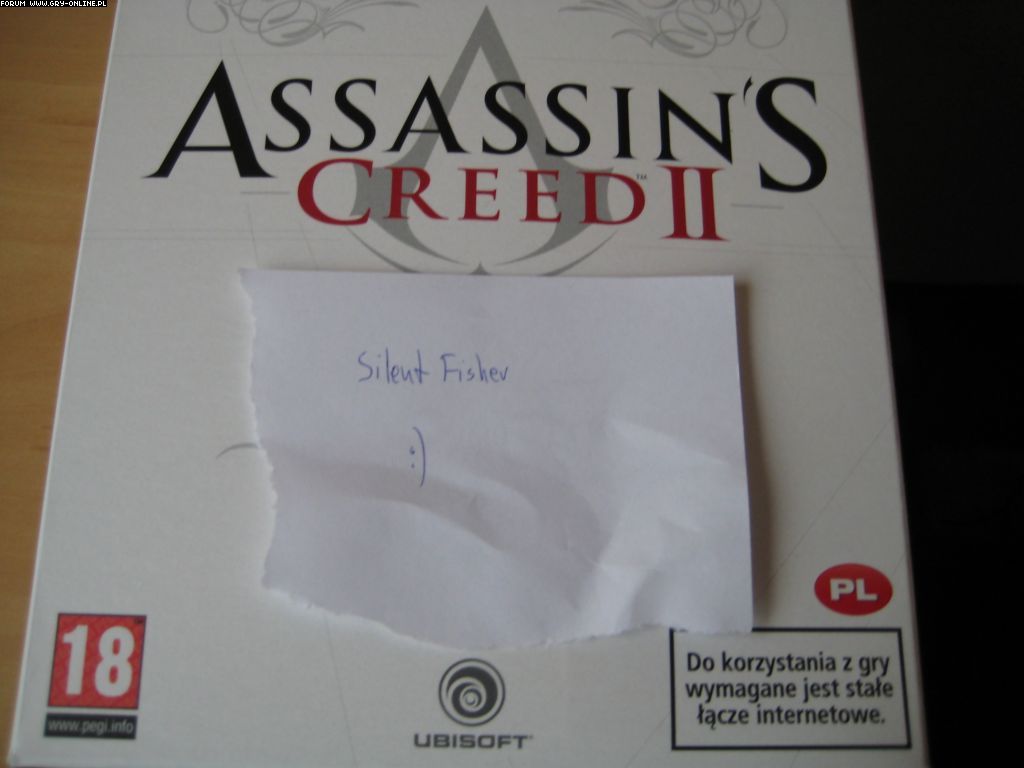 FORUM WWW.GRY-ONLINE.PL
ASSASSIN'S
CREED™ II
Silent Fisher
:)
PL
18
www.pegi.info
UBISOFT
Do korzystania z gry
wymagane jest stałe
łącze internetowe.